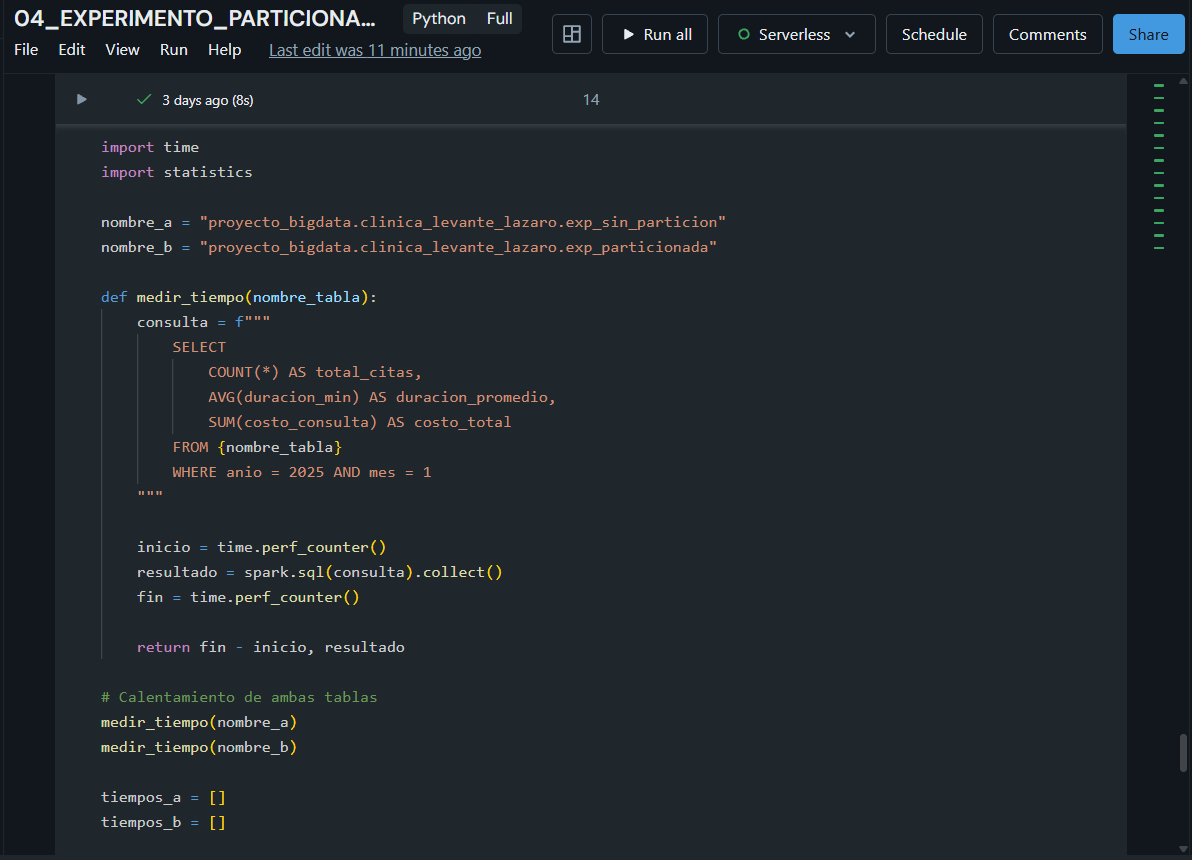 04_EXPERIMENTO_PARTICIONA... Python Full
File Edit View Run Help Last edit was 11 minutes ago
Run all Serverless Schedule Comments Share
3 days ago (8s) 14
import time
import statistics
nombre_a = "proyecto_bigdata.clinica_levante_lazaro.exp_sin_particion"
nombre_b = "proyecto_bigdata.clinica_levante_lazaro.exp_particionada"
def medir_tiempo(nombre_tabla):
consulta = f"""
SELECT
COUNT(*) AS total_citas,
AVG(duracion_min) AS duracion_promedio,
SUM(costo_consulta) AS costo_total
FROM {nombre_tabla}
WHERE anio = 2025 AND mes = 1
"""
inicio = time.perf_counter()
resultado = spark.sql(consulta).collect()
fin = time.perf_counter()
return fin - inicio, resultado
# Calentamiento de ambas tablas
medir_tiempo(nombre_a)
medir_tiempo(nombre_b)
tiempos_a = []
tiempos_b = []